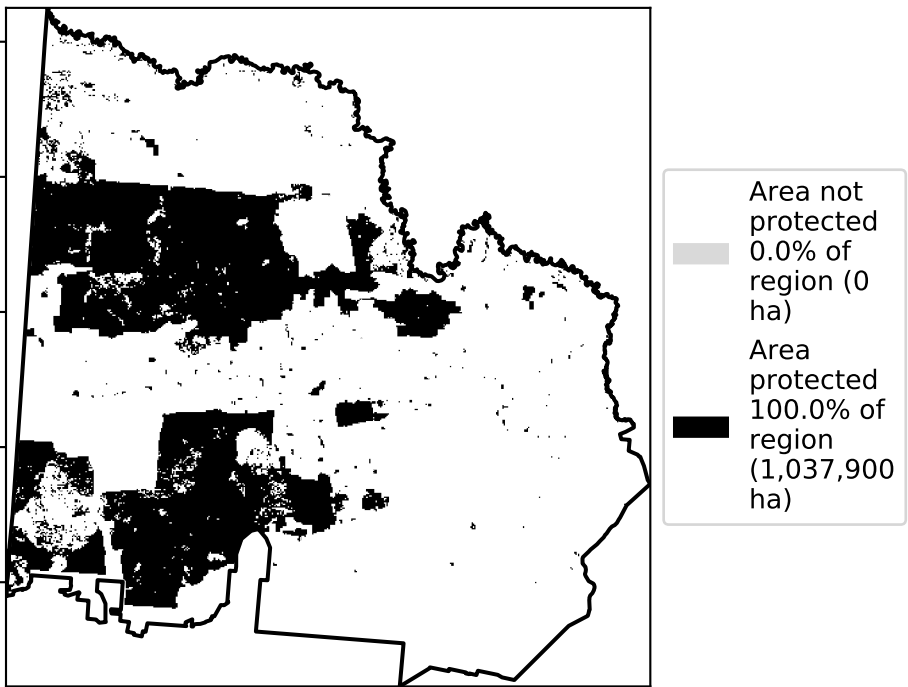 Area not
protected
0.0% of
region (0
ha)
Area
protected
100.0% of
region
(1,037,900
ha)